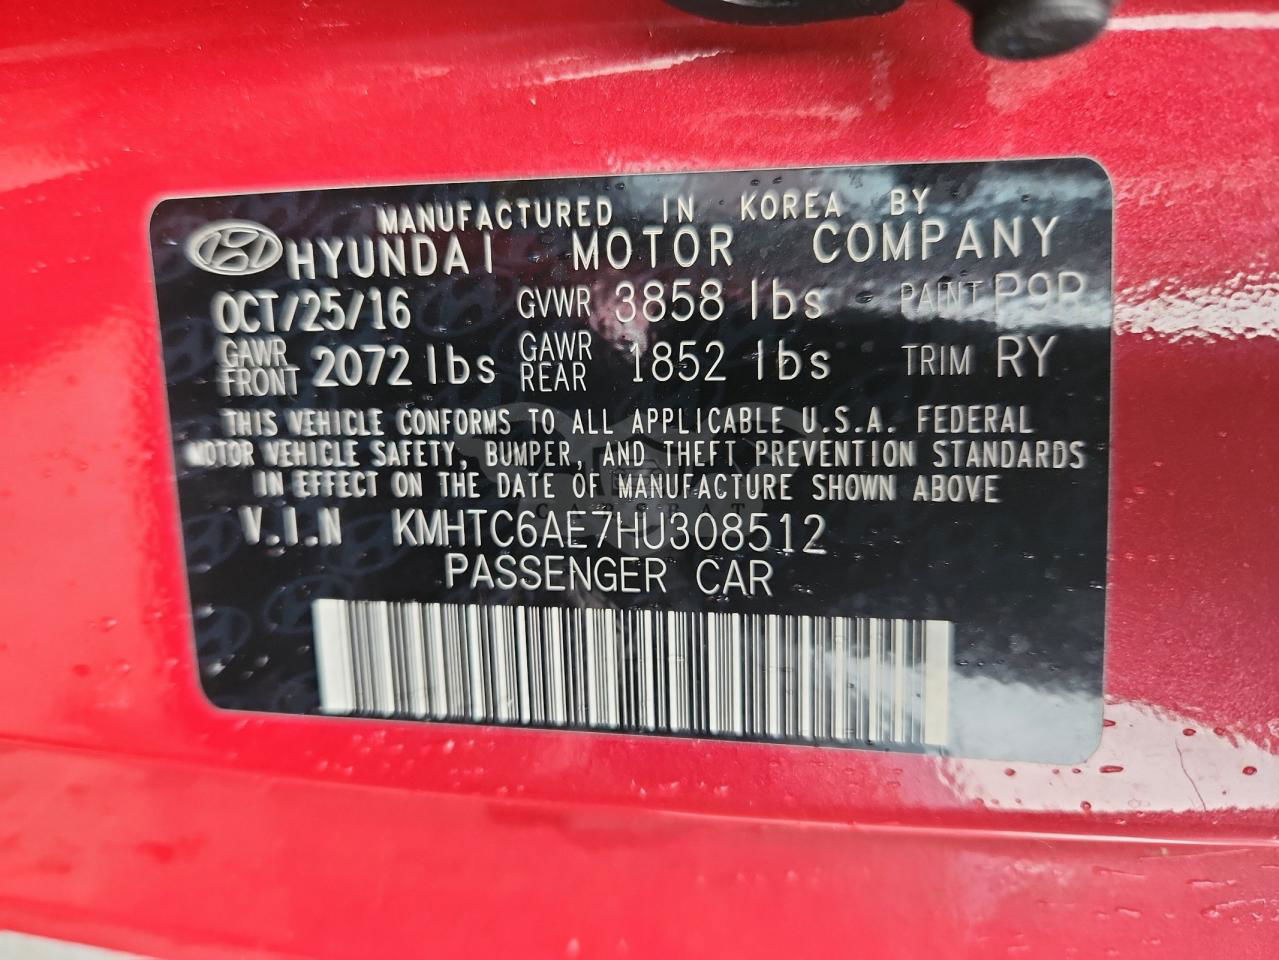 MANUFACTURED IN KOREA BY
HYUNDAI MOTOR COMPANY
OCT/25/16 GVWR 3858 lbs PAINT P9R
GAWR FRONT 2072 lbs GAWR REAR 1852 lbs TRIM RY
THIS VEHICLE CONFORMS TO ALL APPLICABLE U.S.A. FEDERAL
MOTOR VEHICLE SAFETY, BUMPER, AND THEFT PREVENTION STANDARDS
IN EFFECT ON THE DATE OF MANUFACTURE SHOWN ABOVE
V.I.N KMHTC6AE7HU308512
PASSENGER CAR